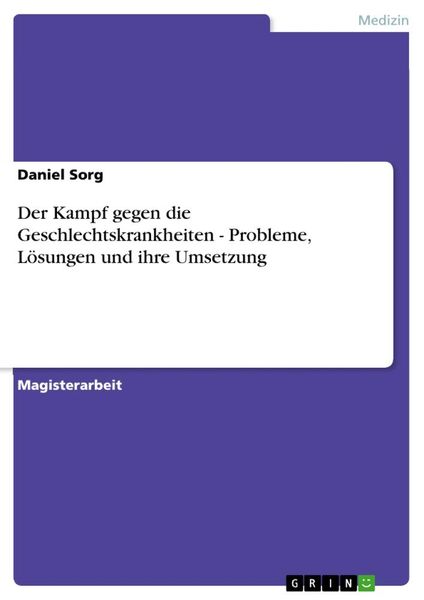 Medizin
Daniel Sorg
Der Kampf gegen die
Geschlechtskrankheiten - Probleme,
Lösungen und ihre Umsetzung
Magisterarbeit
GRIN